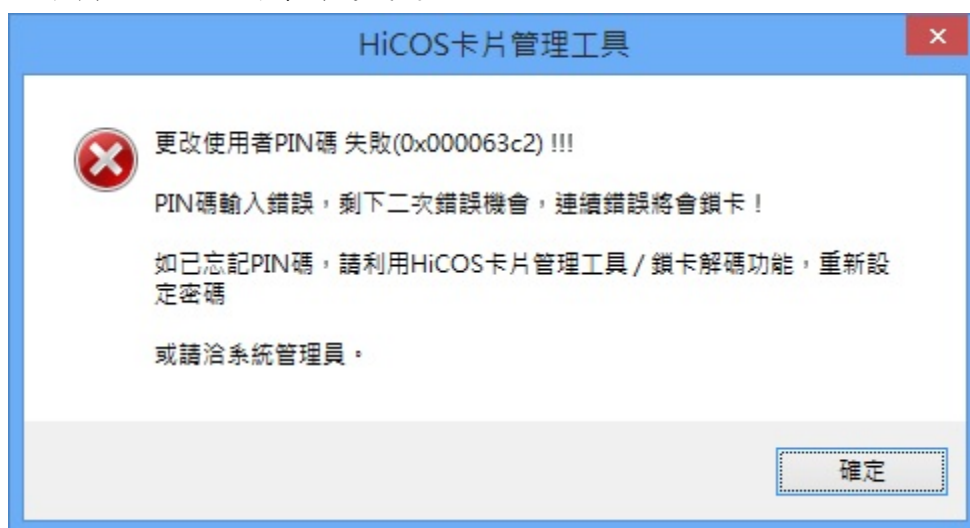 HiCOS卡片管理工具
更改使用者PIN碼 失敗(0x000063c2) !!!
PIN碼輸入錯誤，剩下二次錯誤機會，連續錯誤將會鎖卡！
如已忘記PIN碼，請利用HiCOS卡片管理工具 / 鎖卡解碼功能，重新設
定密碼
或請洽系統管理員。
確定